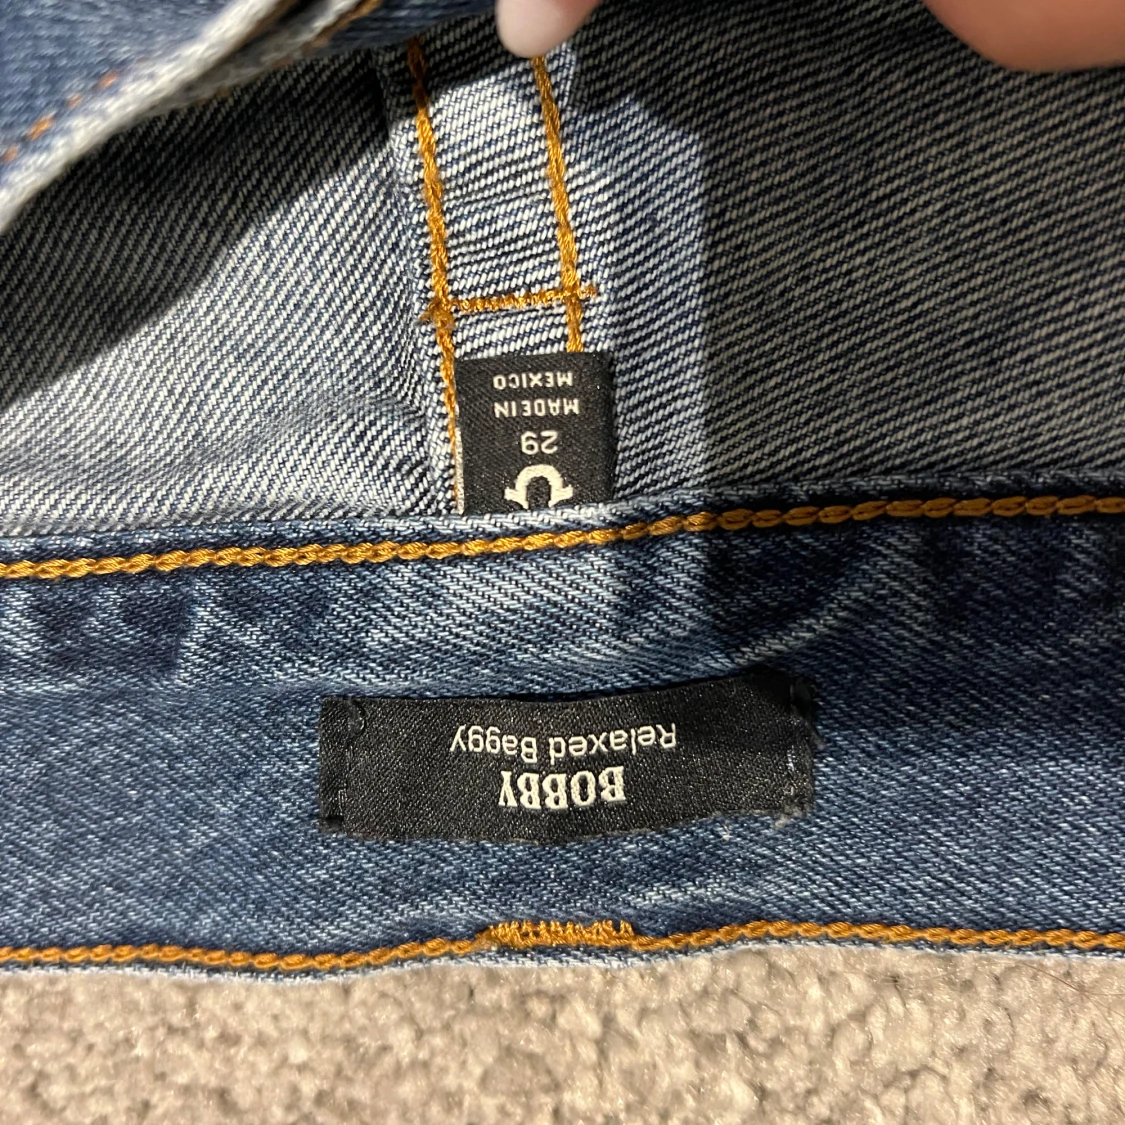 BOBBY
Relaxed Baggy
29
MADE IN
MEXICO